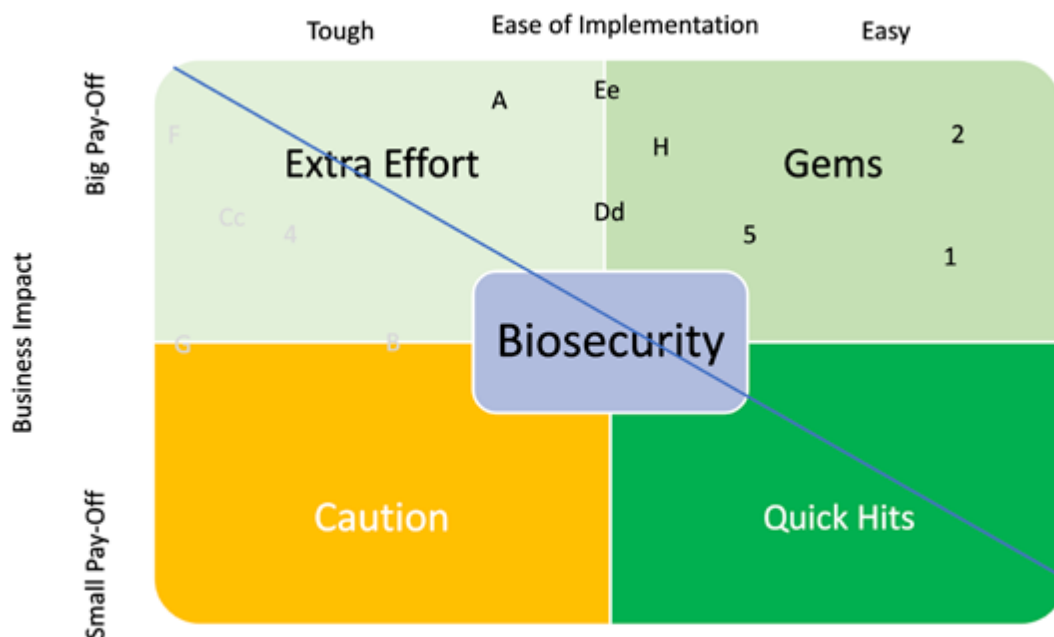 Tough Ease of Implementation Easy
Big Pay-Off
Business Impact
Small Pay-Off
A
Ee
F
H
2
Extra Effort
Gems
Cc
Dd
4
5
1
G
B
Biosecurity
Caution
Quick Hits